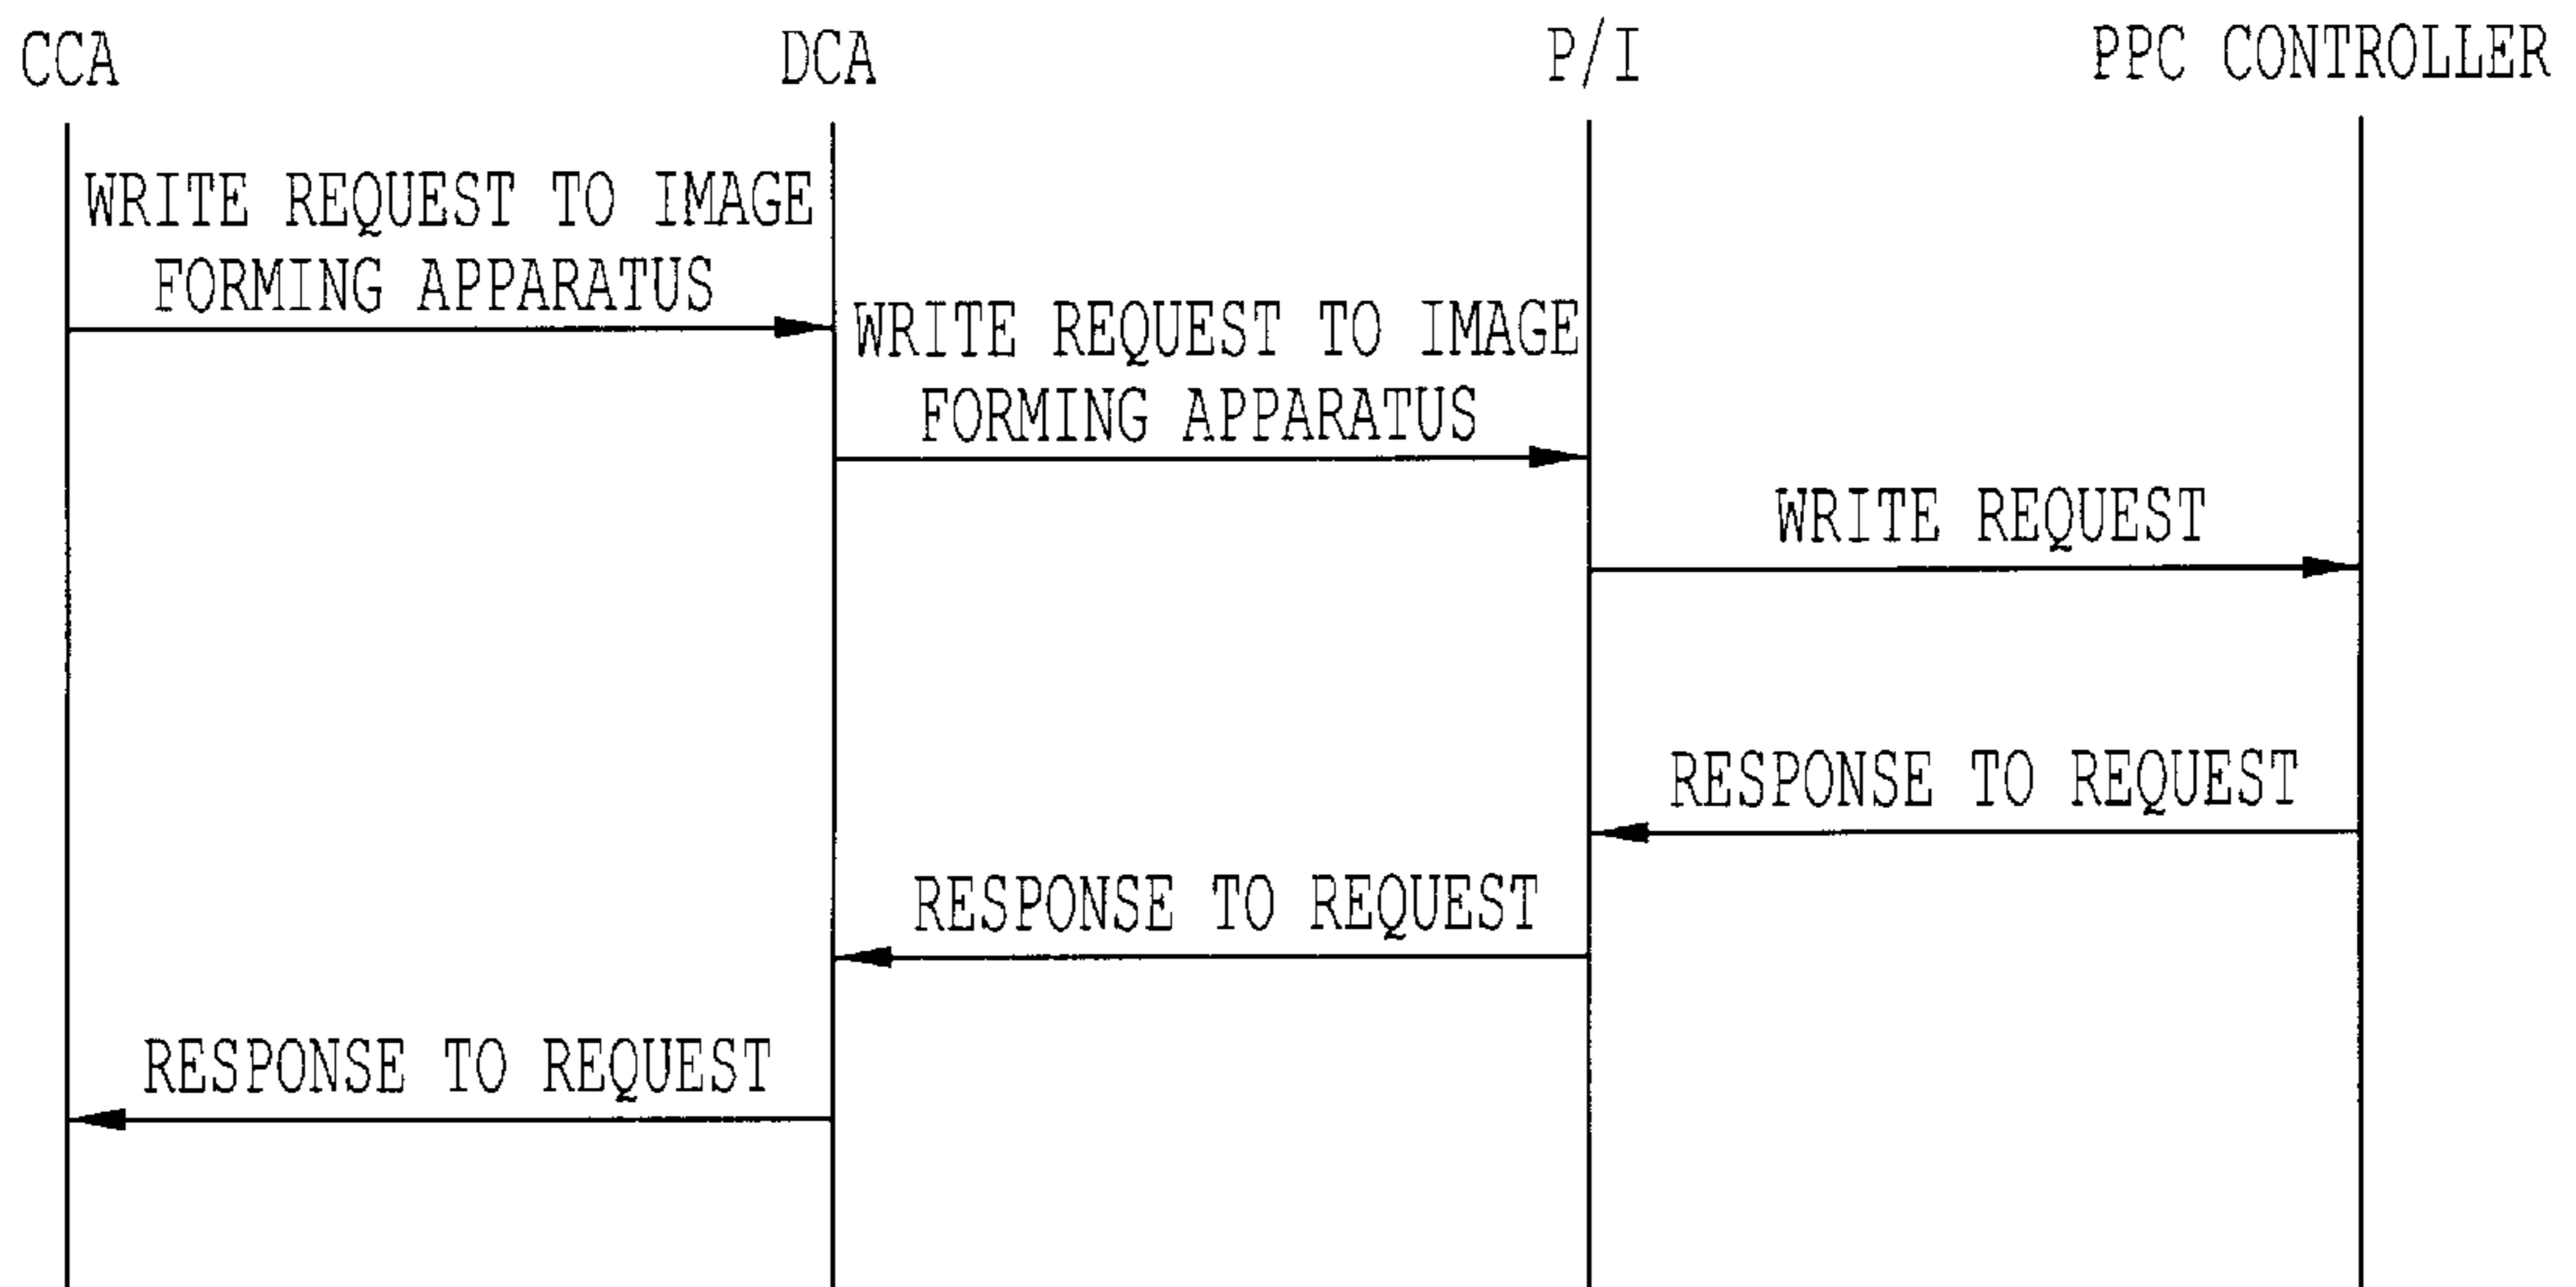 CCA
DCA
P/I
PPC CONTROLLER
WRITE REQUEST TO IMAGE
FORMING APPARATUS
WRITE REQUEST TO IMAGE
FORMING APPARATUS
WRITE REQUEST
RESPONSE TO REQUEST
RESPONSE TO REQUEST
RESPONSE TO REQUEST